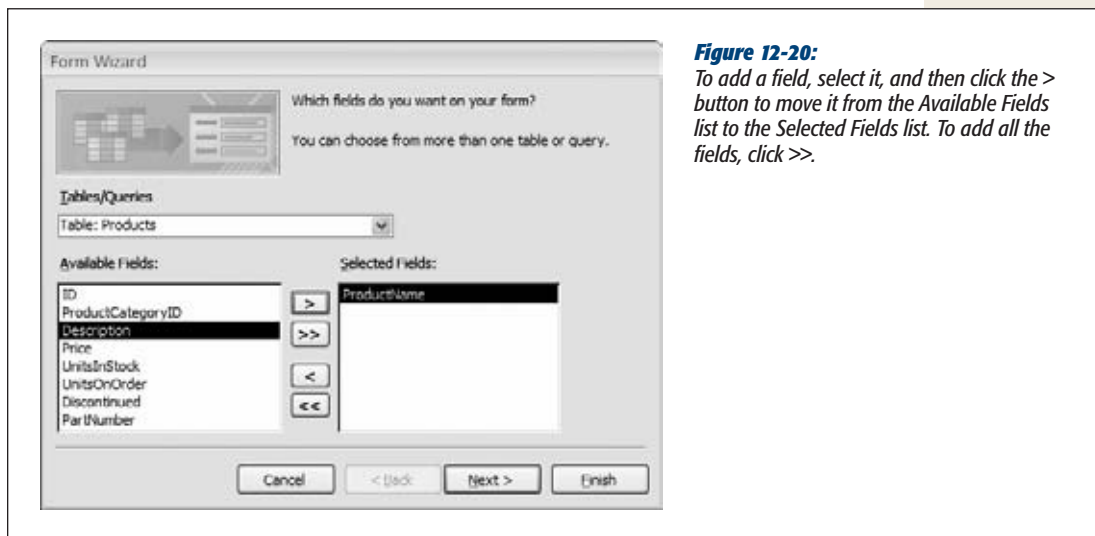 Form Wizard
Which fields do you want on your form?
You can choose from more than one table or query.
Tables/Queries
Table: Products
Available Fields:
Selected Fields:
ID
ProductCategoryID
Description
Price
UnitsInStock
UnitsOnOrder
Discontinued
PartNumber
>
>>
<
<<
ProductName
Cancel
< Back
Next >
Finish
Figure 12-20:
To add a field, select it, and then click the >
button to move it from the Available Fields
list to the Selected Fields list. To add all the
fields, click >>.